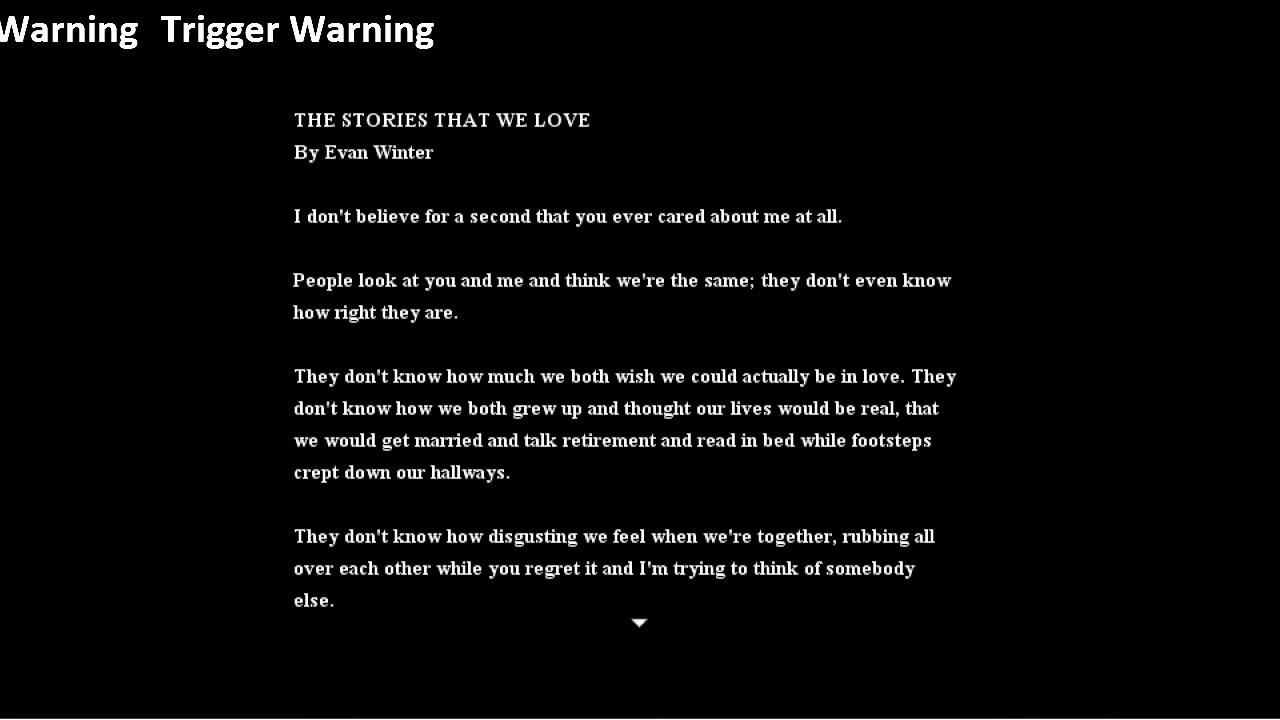 Warning Trigger Warning
THE STORIES THAT WE LOVE
By Evan Winter
I don't believe for a second that you ever cared about me at all.
People look at you and me and think we're the same; they don't even know
how right they are.
They don't know how much we both wish we could actually be in love. They
don't know how we both grew up and thought our lives would be real, that
we would get married and talk retirement and read in bed while footsteps
crept down our hallways.
They don't know how disgusting we feel when we're together, rubbing all
over each other while you regret it and I'm trying to think of somebody
else.